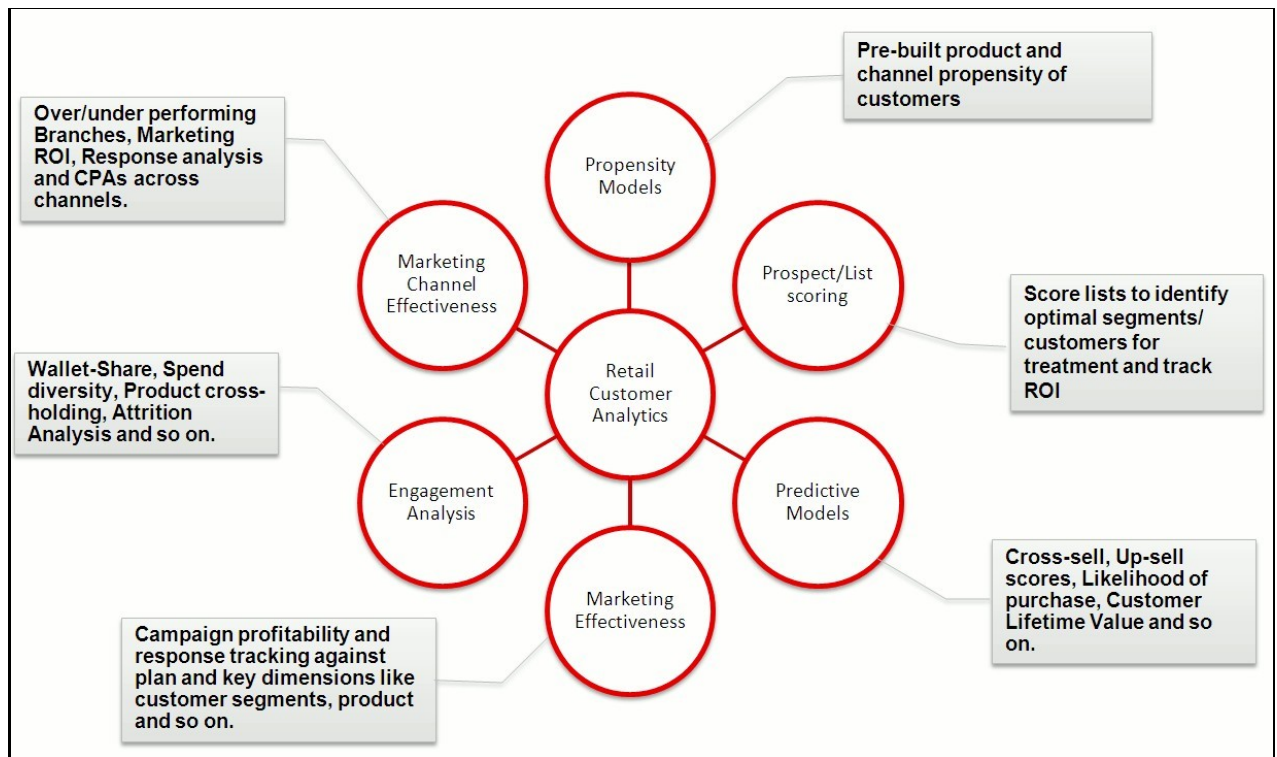 Pre-built product and
channel propensity of
customers
Over/under performing
Branches, Marketing
ROI, Response analysis
and CPAs across
channels.
Propensity
Models
Marketing
Channel
Effectiveness
Prospect/List
scoring
Score lists to identify
optimal segments/
customers for
treatment and track
ROI
Wallet-Share, Spend
diversity, Product cross-
holding, Attrition
Analysis and so on.
Retail
Customer
Analytics
Engagement
Analysis
Predictive
Models
Cross-sell, Up-sell
scores, Likelihood of
purchase, Customer
Lifetime Value and so
on.
Marketing
Effectiveness
Campaign profitability and
response tracking against
plan and key dimensions like
customer segments, product
and so on.